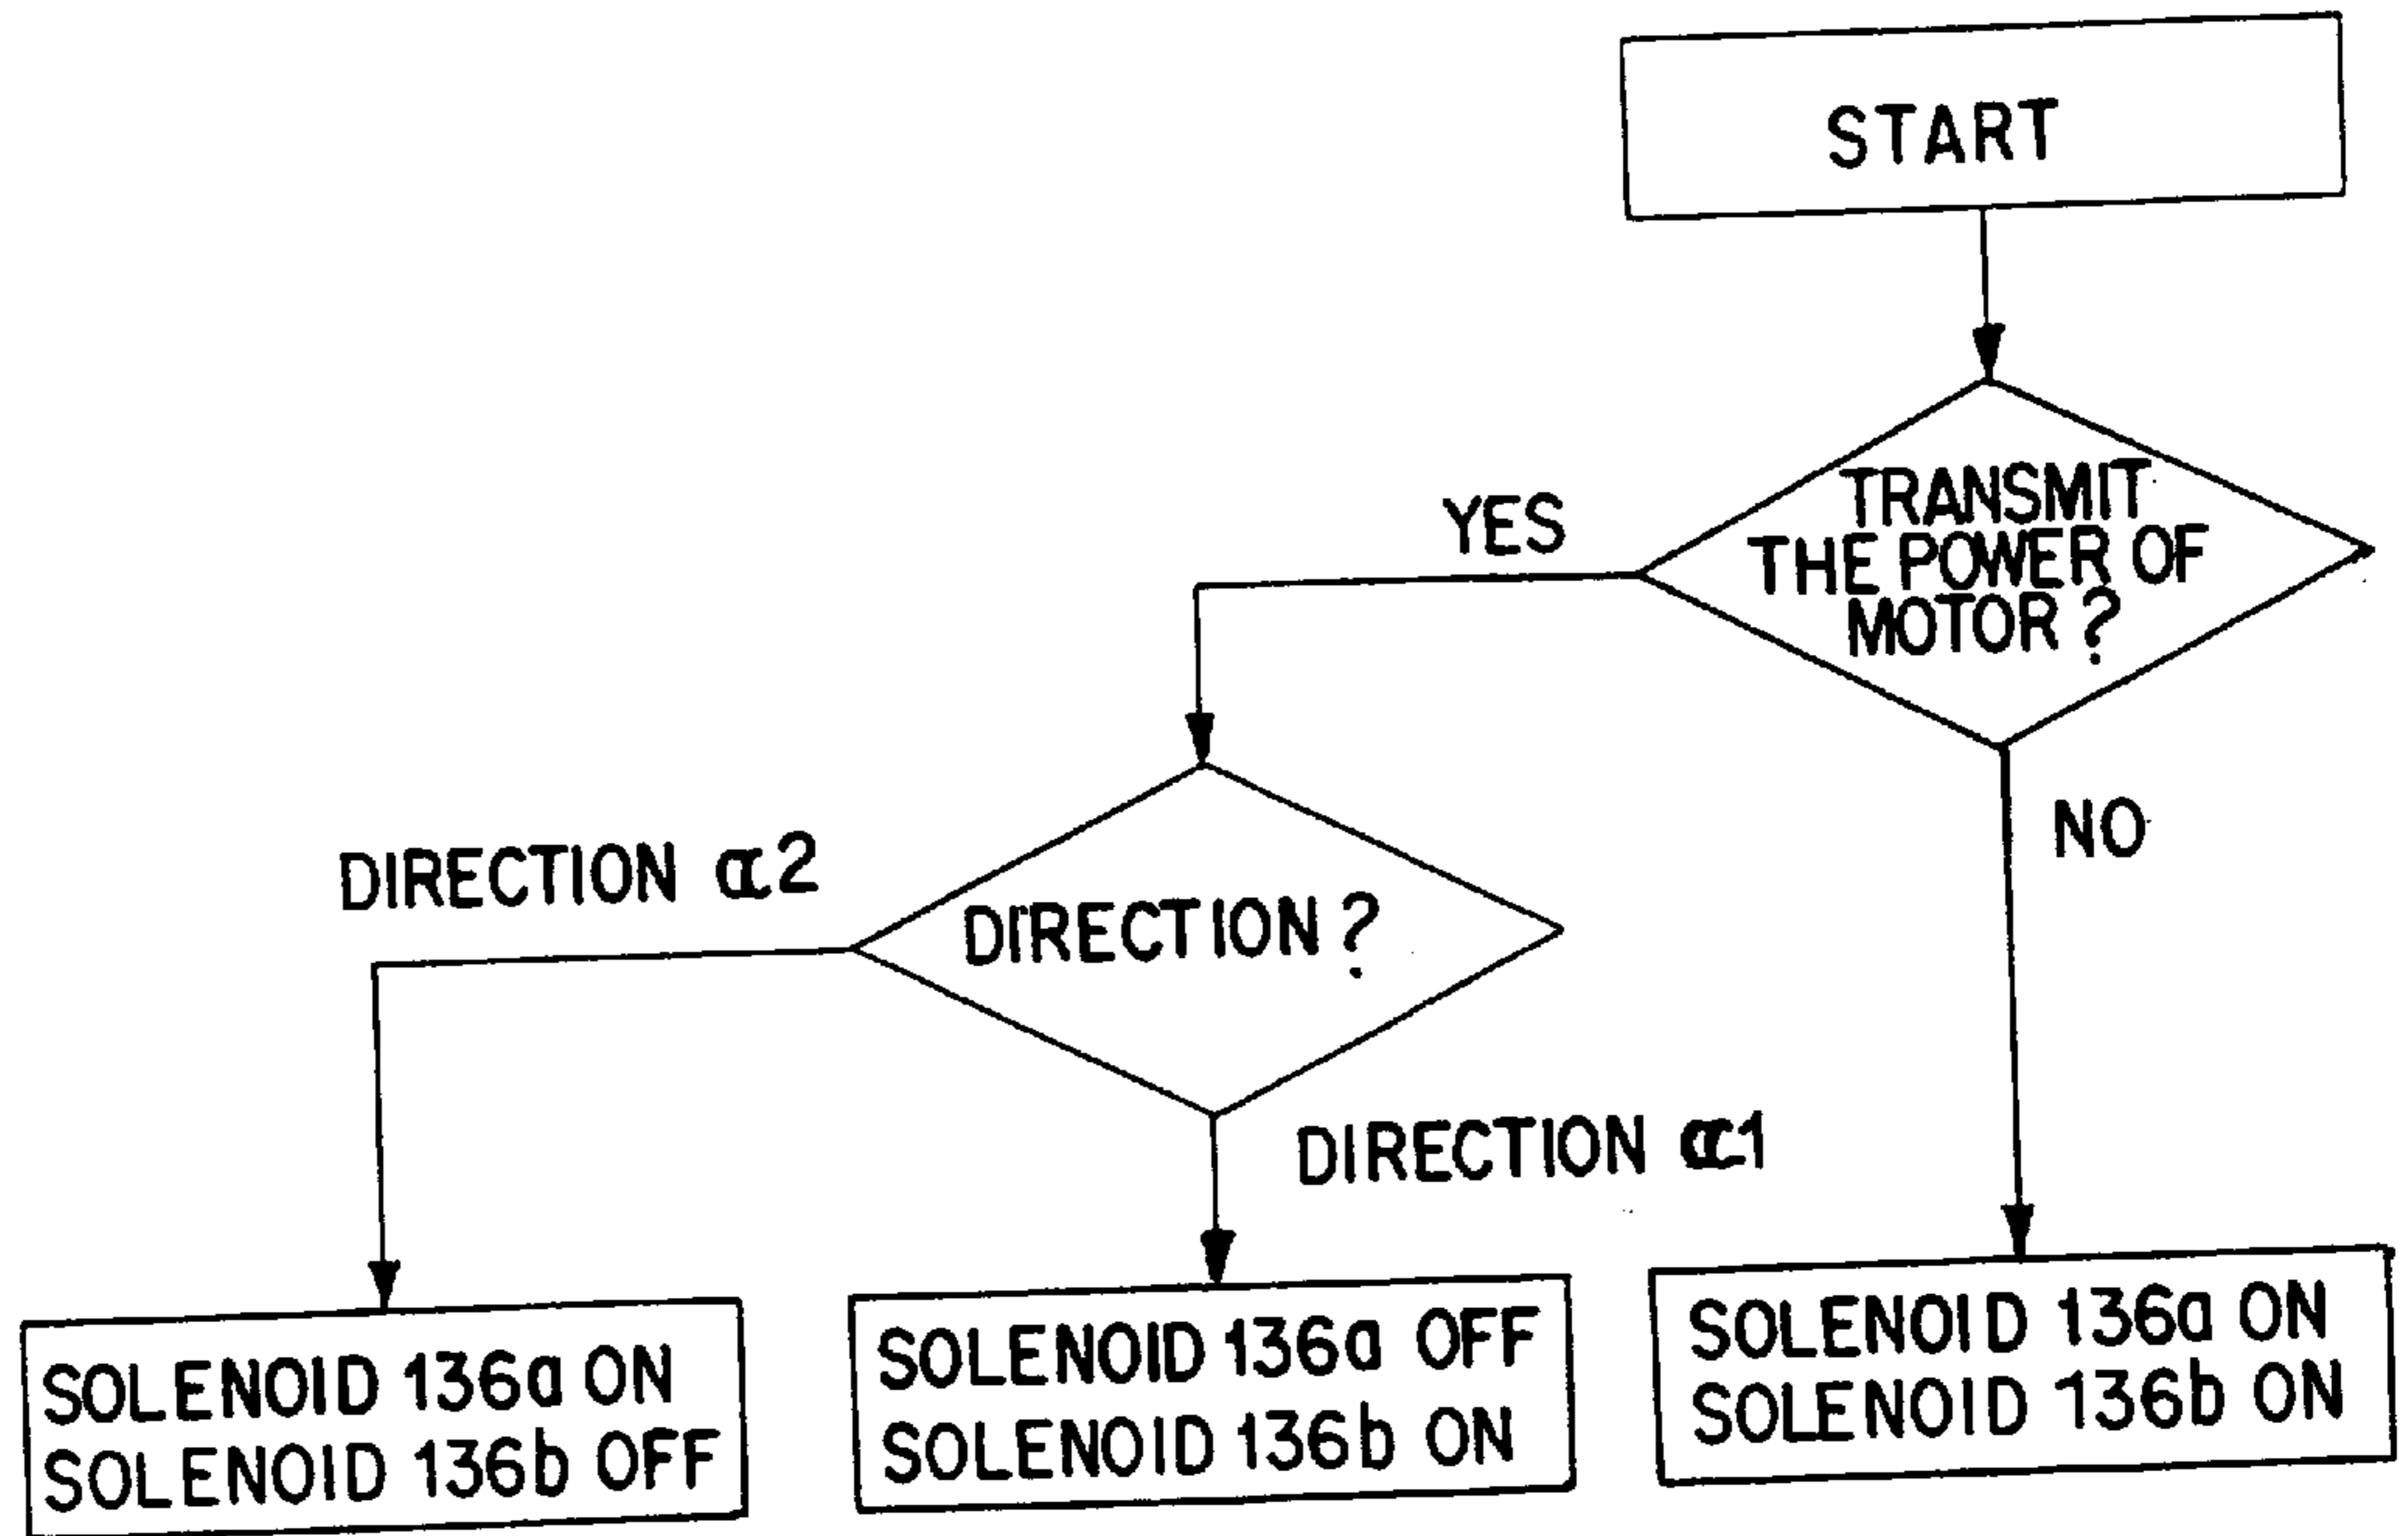 START
TRANSMIT
THE POWER OF
MOTOR ?
YES
NO
DIRECTION ?
DIRECTION α2
DIRECTION α1
SOLENOID 136a ON
SOLENOID 136b OFF
SOLENOID 136a OFF
SOLENOID 136b ON
SOLENOID 136a ON
SOLENOID 136b ON